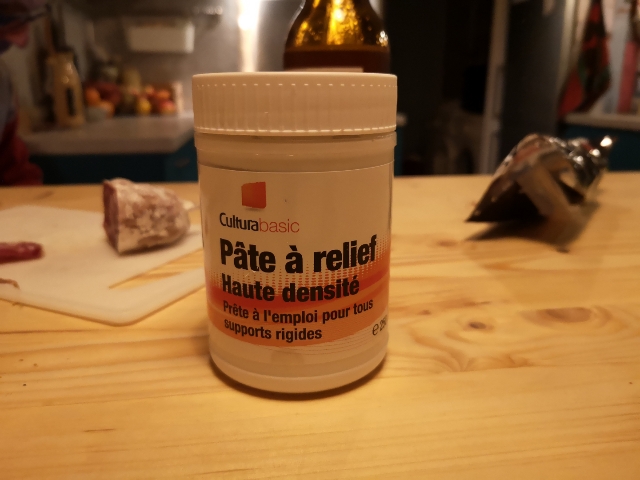 Culturabasic
Pâte à relief
Haute densité
Prête à l'emploi pour tous
supports rigides